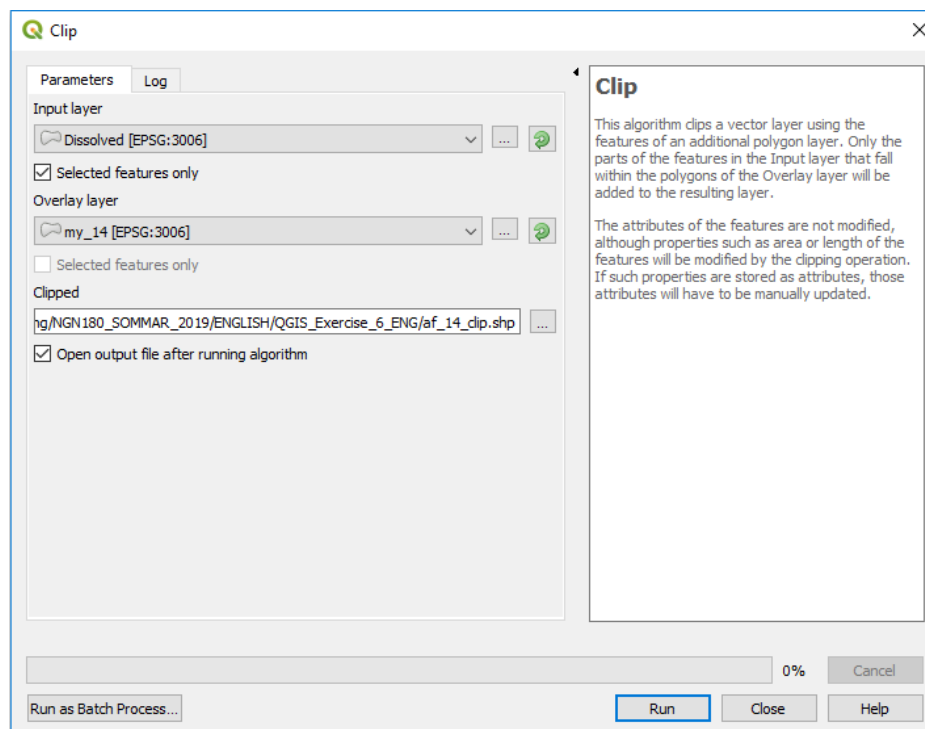 Clip
Parameters
Log
Input layer
Dissolved [EPSG:3006]
...
Selected features only
Overlay layer
my_14 [EPSG:3006]
...
Selected features only
Clipped
ng/NGN180_SOMMAR_2019/ENGLISH/QGIS_Exercise_6_ENG/af_14_clip.shp
...
Open output file after running algorithm
Clip
This algorithm clips a vector layer using the
features of an additional polygon layer. Only the
parts of the features in the Input layer that fall
within the polygons of the Overlay layer will be
added to the resulting layer.
The attributes of the features are not modified,
although properties such as area or length of the
features will be modified by the clipping operation.
If such properties are stored as attributes, those
attributes will have to be manually updated.
0%
Cancel
Run as Batch Process...
Run
Close
Help